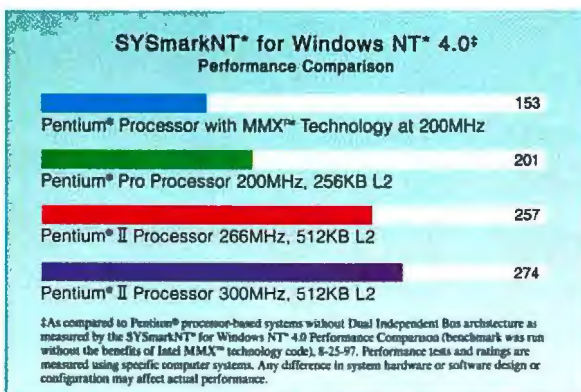 SYSmarkNT* for Windows NT* 4.0‡
Performance Comparison
153
Pentium® Processor with MMX™ Technology at 200MHz
201
Pentium® Pro Processor 200MHz, 256KB L2
257
Pentium® II Processor 266MHz, 512KB L2
274
Pentium® II Processor 300MHz, 512KB L2
‡As compared to Pentium® processor-based systems without Dual Independent Bus architecture as
measured by the SYSmarkNT* for Windows NT* 4.0 Performance Comparison (benchmark was run
without the benefits of Intel MMX™ technology code), 8-25-97. Performance tests and ratings are
measured using specific computer systems. Any difference in system hardware or software design or
configuration may affect actual performance.